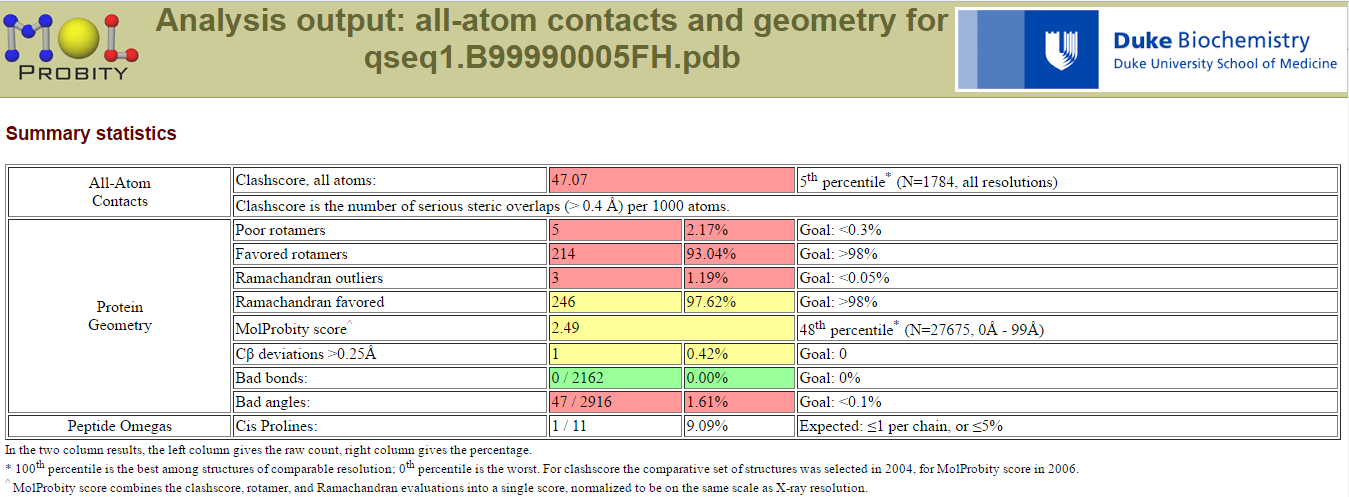 MOL
PROBITY
Analysis output: all-atom contacts and geometry for
qseq1.B99990005FH.pdb
Duke Biochemistry
Duke University School of Medicine
Summary statistics
All-Atom
Contacts
Clashscore, all atoms: 47.07 5th percentile* (N=1784, all resolutions)
Clashscore is the number of serious steric overlaps (> 0.4 Å) per 1000 atoms.
Protein
Geometry
Poor rotamers 5 2.17% Goal: <0.3%
Favored rotamers 214 93.04% Goal: >98%
Ramachandran outliers 3 1.19% Goal: <0.05%
Ramachandran favored 246 97.62% Goal: >98%
MolProbity score^ 2.49 48th percentile* (N=27675, 0Å - 99Å)
Cβ deviations >0.25Å 1 0.42% Goal: 0
Bad bonds: 0 / 2162 0.00% Goal: 0%
Bad angles: 47 / 2916 1.61% Goal: <0.1%
Peptide Omegas Cis Prolines: 1 / 11 9.09% Expected: ≤1 per chain, or ≤5%
In the two column results, the left column gives the raw count, right column gives the percentage.
* 100th percentile is the best among structures of comparable resolution; 0th percentile is the worst. For clashscore the comparative set of structures was selected in 2004, for MolProbity score in 2006.
^ MolProbity score combines the clashscore, rotamer, and Ramachandran evaluations into a single score, normalized to be on the same scale as X-ray resolution.